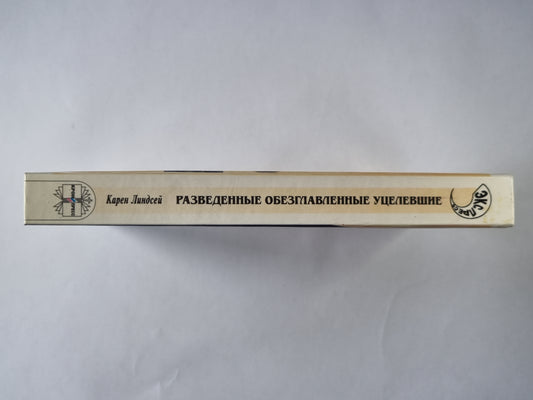 Карен Линдсей РАЗВЕДЕННЫЕ ОБЕЗГЛАВЛЕННЫЕ УЦЕЛЕВШИЕ
ЭКСПРЕСС